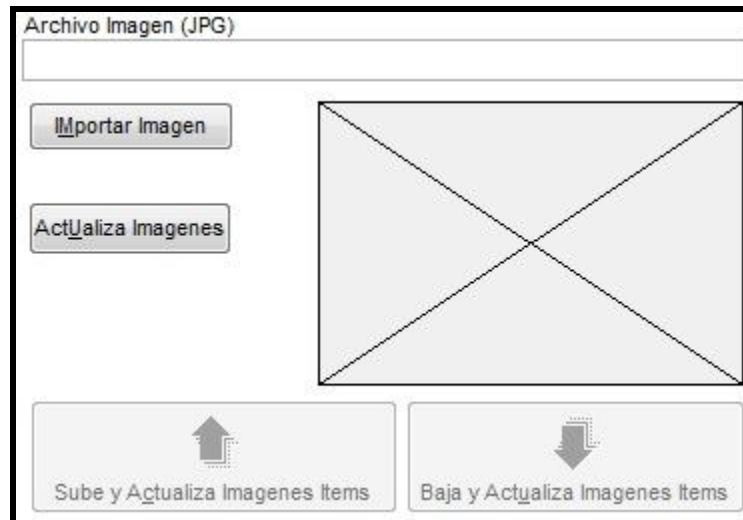 Archivo Imagen (JPG)
IMportar Imagen
ActUaliza Imagenes
Sube y Actualiza Imagenes Items
Baja y Actualiza Imagenes Items